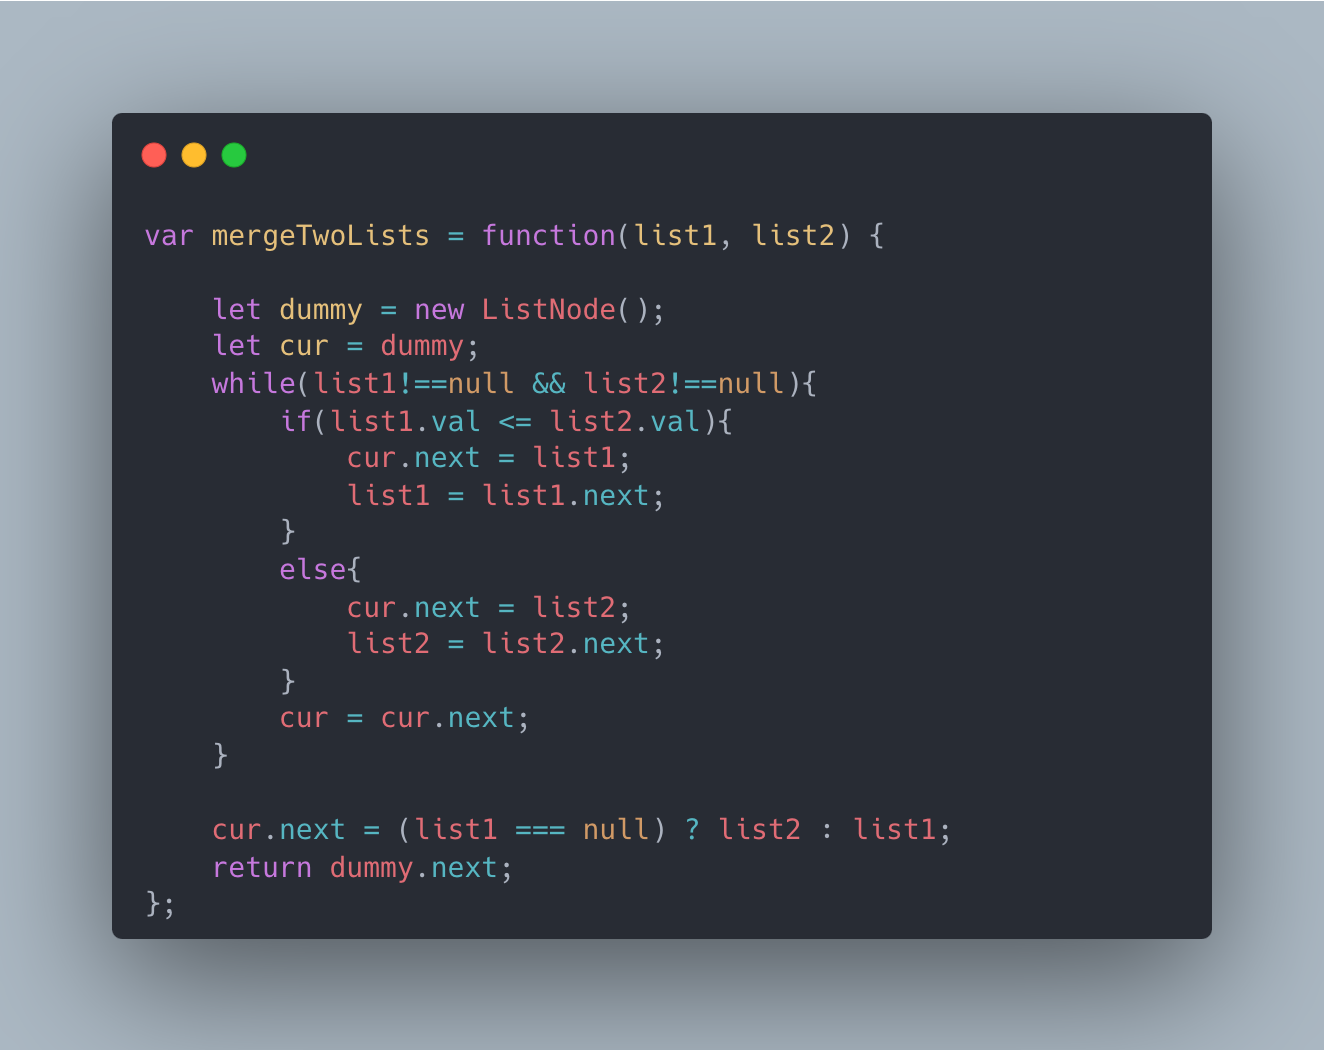 var mergeTwoLists = function(list1, list2) {
    let dummy = new ListNode();
    let cur = dummy;
    while(list1!==null && list2!==null){
        if(list1.val <= list2.val){
            cur.next = list1;
            list1 = list1.next;
        }
        else{
            cur.next = list2;
            list2 = list2.next;
        }
        cur = cur.next;
    }
    cur.next = (list1 === null) ? list2 : list1;
    return dummy.next;
};